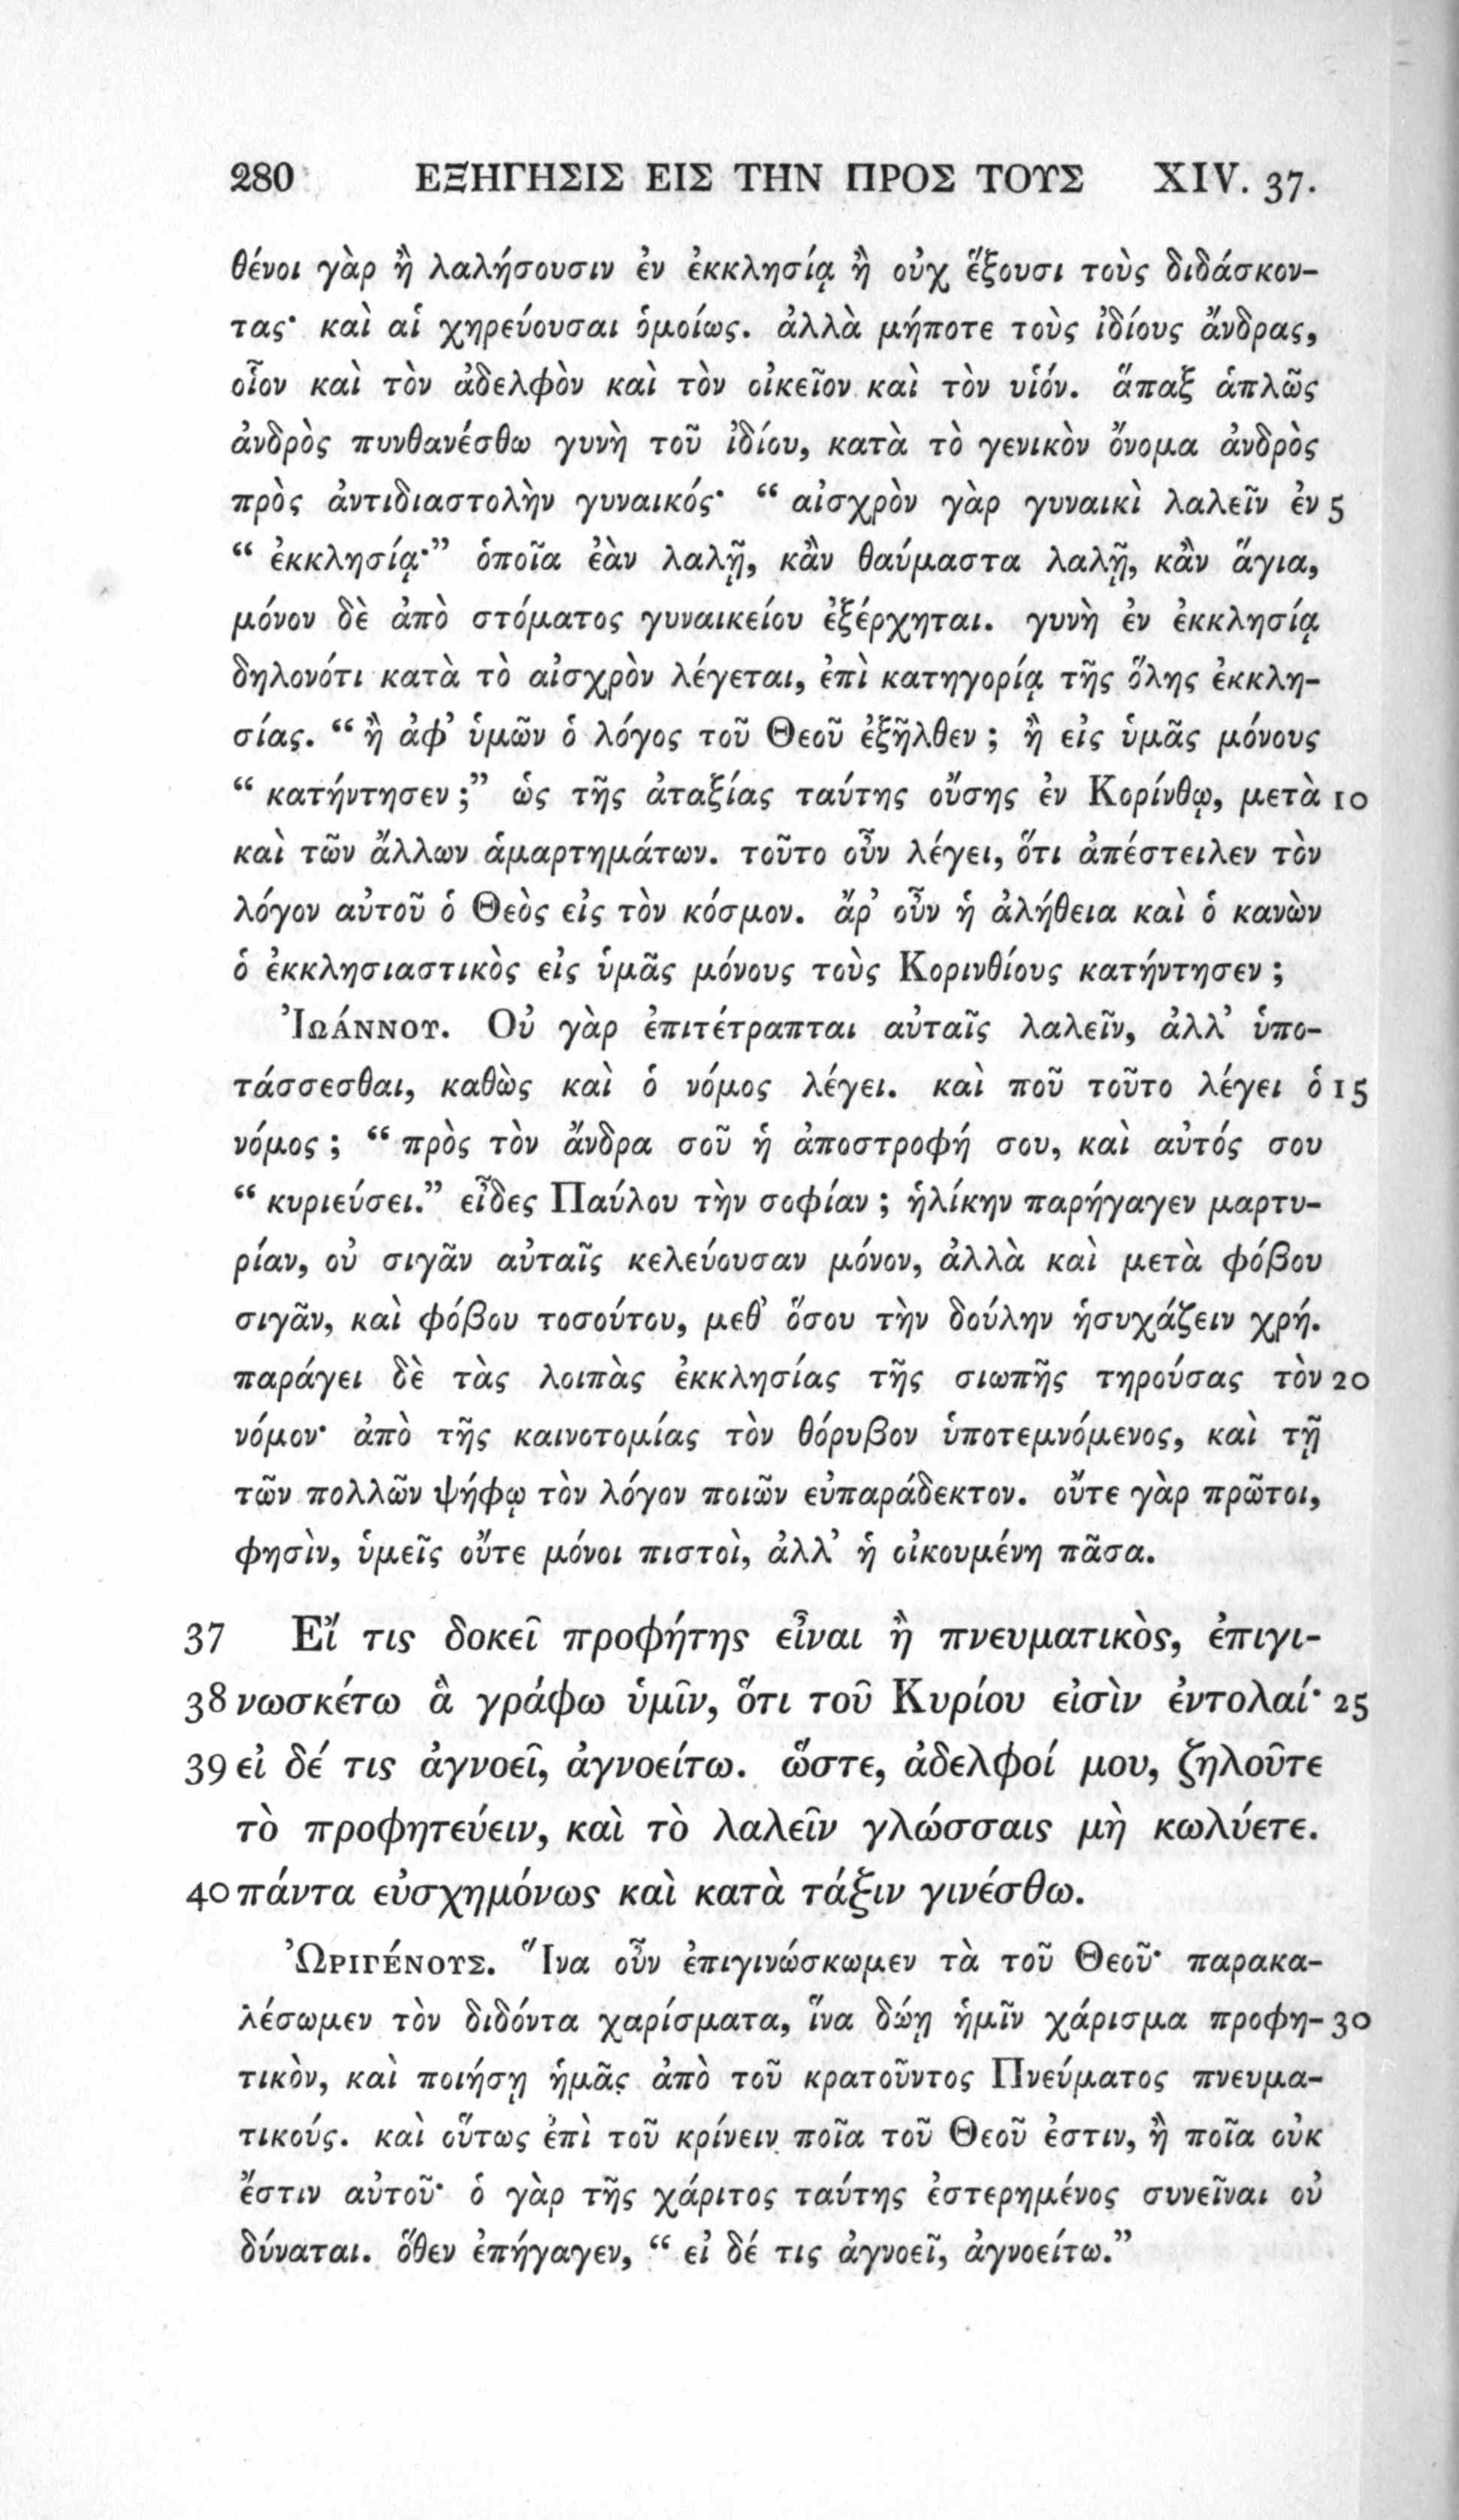 280 ΕΞΗΓΗΣΙΣ ΕΙΣ ΤΗΝ ΠΡΟΣ ΤΟΥΣ XIV. 37.
θένοι γὰρ ἢ λαλήσουσιν ἐν ἐκκλησίᾳ ἢ οὐχ ἕξουσι τοὺς διδάσκον-
τας· καὶ αἱ χηρεύουσαι ὁμοίως. ἀλλὰ μήποτε τοὺς ἰδίους ἄνδρας,
οἷον καὶ τὸν ἀδελφὸν καὶ τὸν οἰκεῖον καὶ τὸν υἱόν. ἅπαξ ἁπλῶς
ἀνδρὸς πυνθανέσθω γυνὴ τοῦ ἰδίου, κατὰ τὸ γενικὸν ὄνομα ἀνδρὸς
πρὸς ἀντιδιαστολὴν γυναικός· “ αἰσχρὸν γὰρ γυναικὶ λαλεῖν ἐν 5
“ ἐκκλησίᾳ·” ὁποῖα ἐὰν λαλῇ, κἂν θαύμαστα λαλῇ, κἂν ἅγια,
μόνον δὲ ἀπὸ στόματος γυναικείου ἐξέρχηται. γυνὴ ἐν ἐκκλησίᾳ
δηλονότι κατὰ τὸ αἰσχρὸν λέγεται, ἐπὶ κατηγορίᾳ τῆς ὅλης ἐκκλη-
σίας. “ ἢ ἀφ’ ὑμῶν ὁ λόγος τοῦ Θεοῦ ἐξῆλθεν ; ἢ εἰς ὑμᾶς μόνους
“ κατήντησεν ;” ὡς τῆς ἀταξίας ταύτης οὔσης ἐν Κορίνθῳ, μετὰ 10
καὶ τῶν ἄλλων ἁμαρτημάτων. τοῦτο οὖν λέγει, ὅτι ἀπέστειλεν τὸν
λόγον αὐτοῦ ὁ Θεὸς εἰς τὸν κόσμον. ἄρ’ οὖν ἡ ἀλήθεια καὶ ὁ κανὼν
ὁ ἐκκλησιαστικὸς εἰς ὑμᾶς μόνους τοὺς Κορινθίους κατήντησεν ;
Ἰωάννου. Οὐ γὰρ ἐπιτέτραπται αὐταῖς λαλεῖν, ἀλλ’ ὑπο-
τάσσεσθαι, καθὼς καὶ ὁ νόμος λέγει. καὶ ποῦ τοῦτο λέγει ὁ 15
νόμος ; “ πρὸς τὸν ἄνδρα σοῦ ἡ ἀποστροφή σου, καὶ αὐτός σου
“ κυριεύσει.” εἶδες Παύλου τὴν σοφίαν ; ἡλίκην παρήγαγεν μαρτυ-
ρίαν, οὐ σιγᾶν αὐταῖς κελεύουσαν μόνον, ἀλλὰ καὶ μετὰ φόβου
σιγᾶν, καὶ φόβου τοσούτου, μεθ’ ὅσου τὴν δούλην ἡσυχάζειν χρή.
παράγει δὲ τὰς λοιπὰς ἐκκλησίας τῆς σιωπῆς τηρούσας τὸν 20
νόμον· ἀπὸ τῆς καινοτομίας τὸν θόρυβον ὑποτεμνόμενος, καὶ τῇ
τῶν πολλῶν ψήφῳ τὸν λόγον ποιῶν εὐπαράδεκτον. οὔτε γὰρ πρῶτοι,
φησὶν, ὑμεῖς οὔτε μόνοι πιστοὶ, ἀλλ’ ἡ οἰκουμένη πᾶσα.
37 Εἴ τις δοκεῖ προφήτης εἶναι ἢ πνευματικὸς, ἐπιγι-
38 νωσκέτω ἃ γράφω ὑμῖν, ὅτι τοῦ Κυρίου εἰσὶν ἐντολαί· 25
39 εἰ δέ τις ἀγνοεῖ, ἀγνοείτω. ὥστε, ἀδελφοί μου, ζηλοῦτε
τὸ προφητεύειν, καὶ τὸ λαλεῖν γλώσσαις μὴ κωλύετε.
40 πάντα εὐσχημόνως καὶ κατὰ τάξιν γινέσθω.
Ὠριγένους. Ἵνα οὖν ἐπιγινώσκωμεν τὰ τοῦ Θεοῦ· παρακα-
λέσωμεν τὸν διδόντα χαρίσματα, ἵνα δώῃ ἡμῖν χάρισμα προφη- 30
τικὸν, καὶ ποιήσῃ ἡμᾶς ἀπὸ τοῦ κρατοῦντος Πνεύματος πνευμα-
τικούς. καὶ οὕτως ἐπὶ τοῦ κρίνειν ποῖα τοῦ Θεοῦ ἐστιν, ἢ ποῖα οὐκ
ἔστιν αὐτοῦ· ὁ γὰρ τῆς χάριτος ταύτης ἐστερημένος συνεῖναι οὐ
δύναται. ὅθεν ἐπήγαγεν, “ εἰ δέ τις ἀγνοεῖ, ἀγνοείτω.”